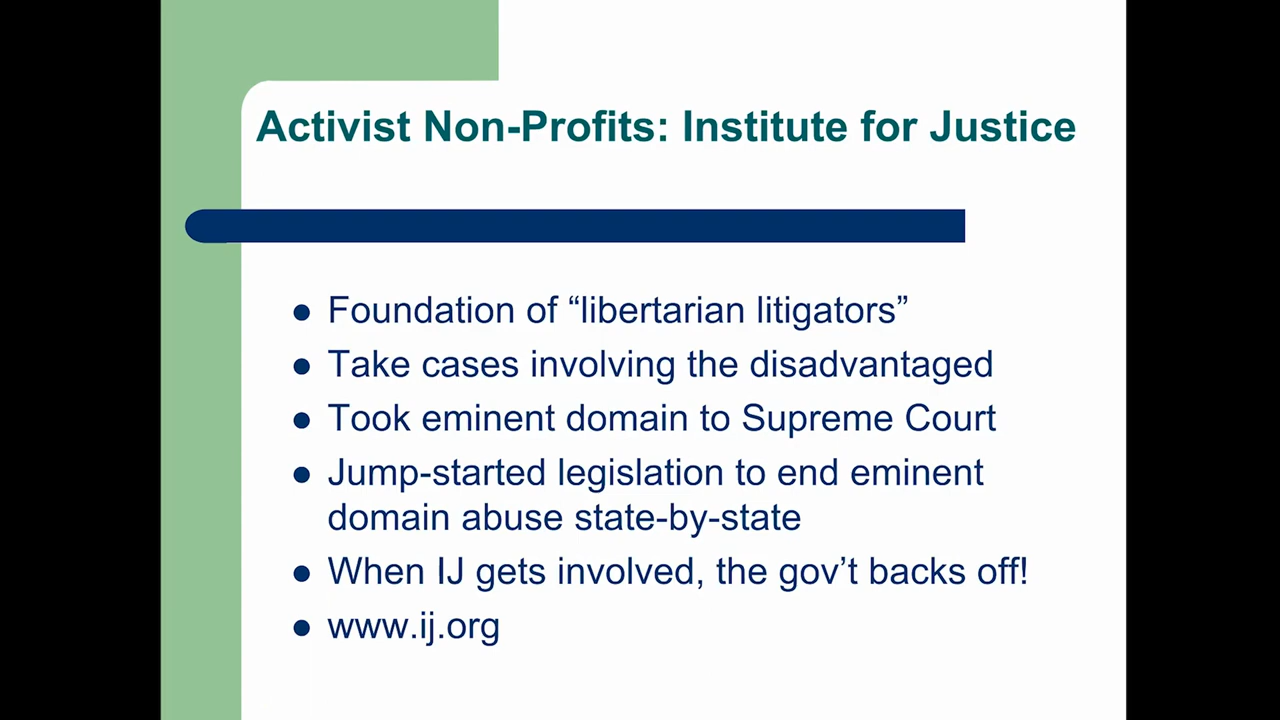 Activist Non-Profits: Institute for Justice
● Foundation of “libertarian litigators”
● Take cases involving the disadvantaged
● Took eminent domain to Supreme Court
● Jump-started legislation to end eminent
domain abuse state-by-state
● When IJ gets involved, the gov’t backs off!
● www.ij.org